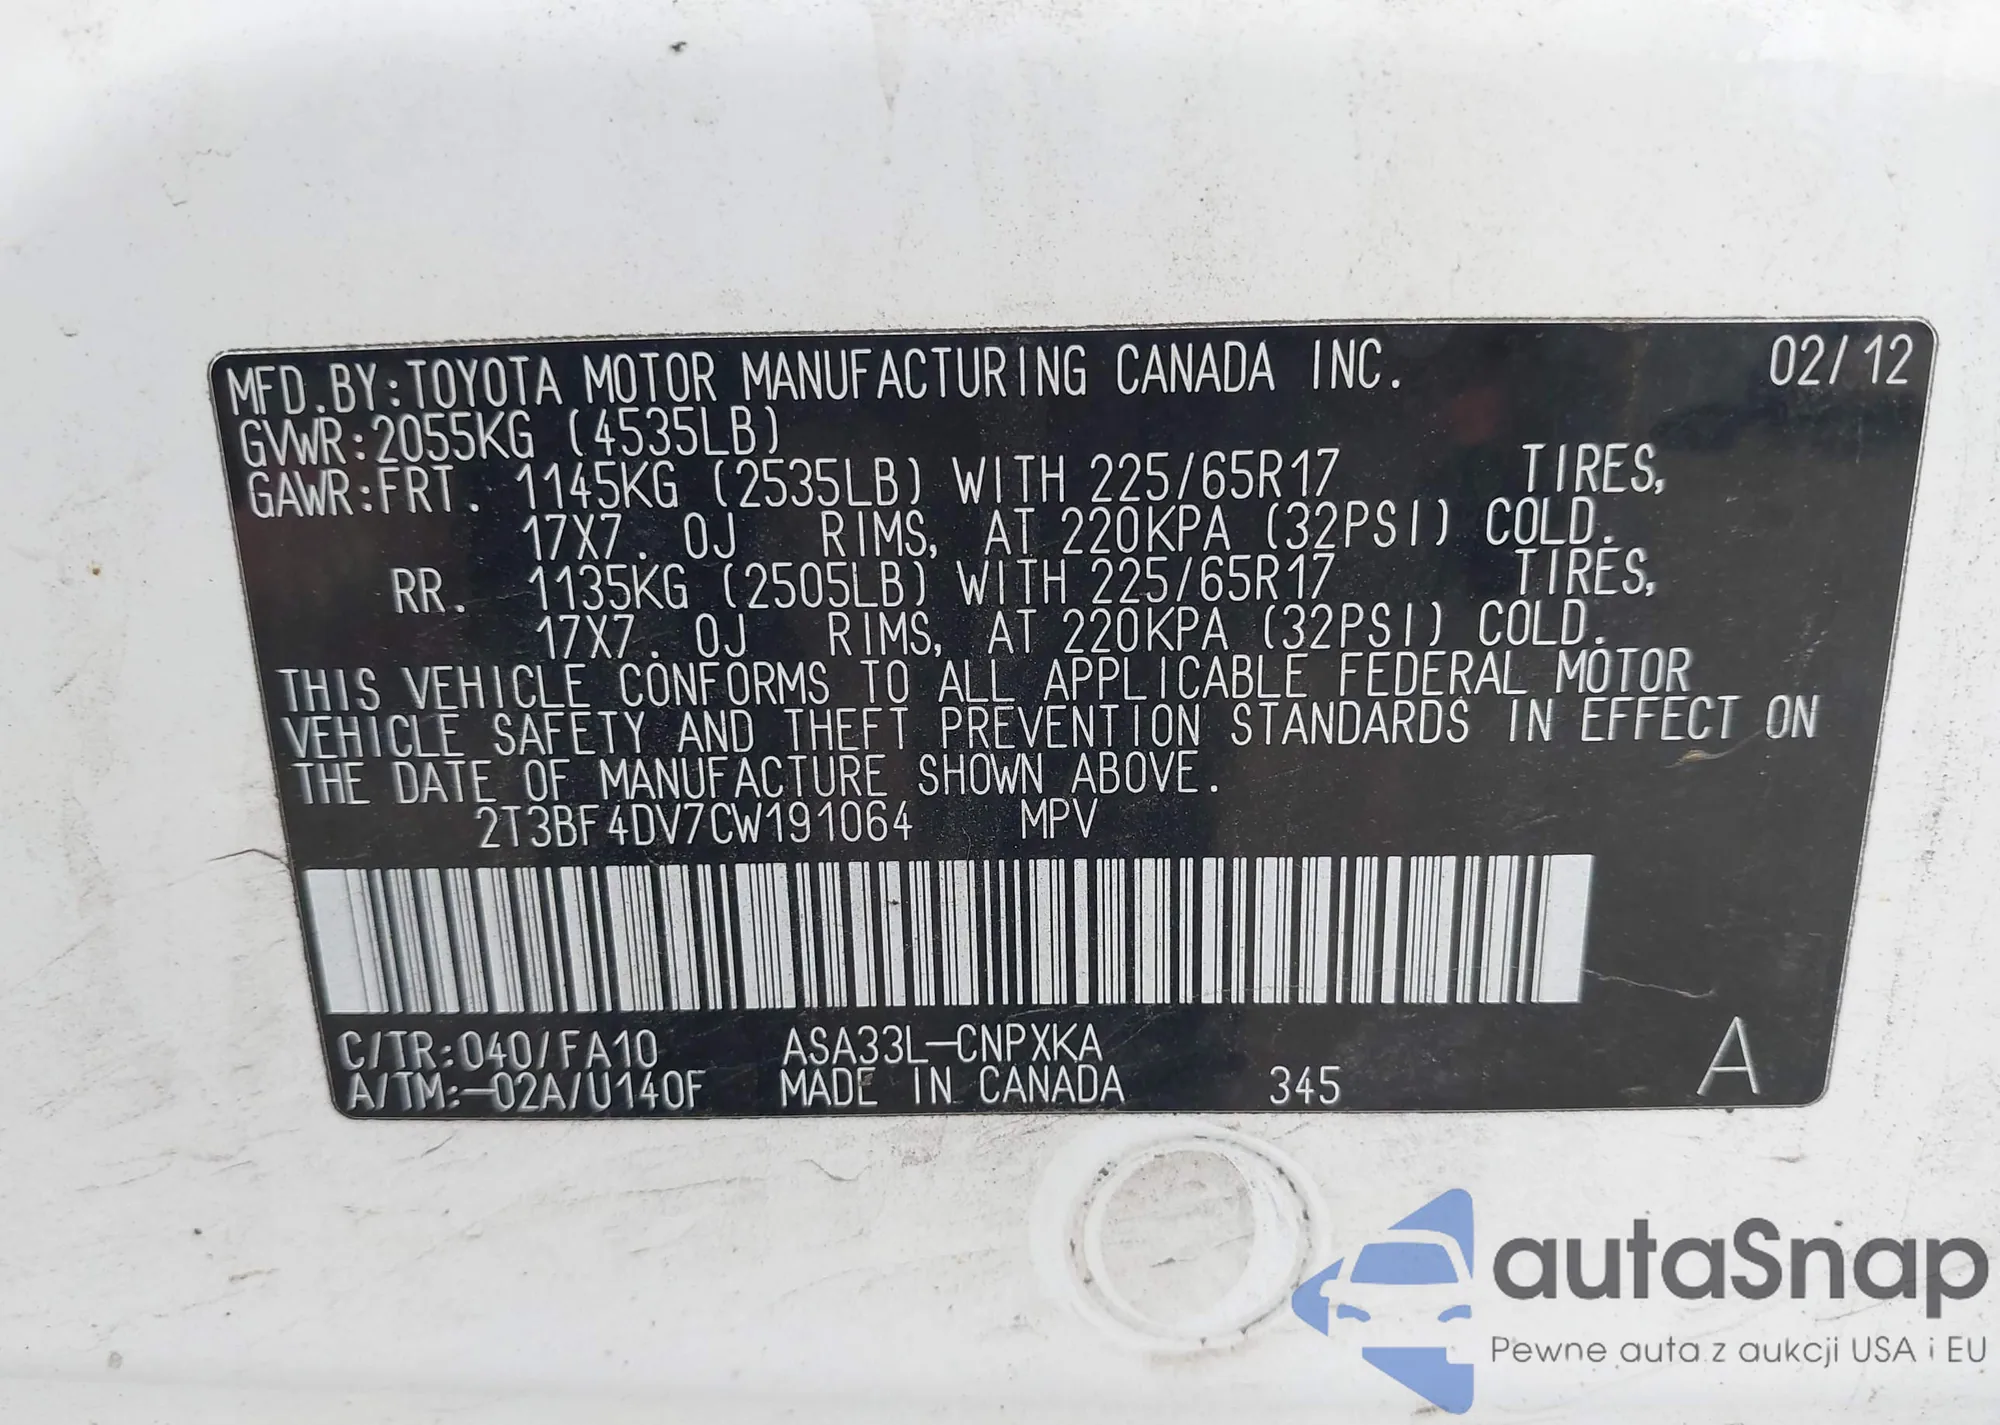 MFD.BY:TOYOTA MOTOR MANUFACTURING CANADA INC. 02/12
GVWR:2055KG (4535LB)
GAWR:FRT. 1145KG (2535LB) WITH 225/65R17 TIRES,
17X7. 0J RIMS, AT 220KPA (32PSI) COLD.
RR. 1135KG (2505LB) WITH 225/65R17 TIRES,
17X7. 0J RIMS, AT 220KPA (32PSI) COLD.
THIS VEHICLE CONFORMS TO ALL APPLICABLE FEDERAL MOTOR
VEHICLE SAFETY AND THEFT PREVENTION STANDARDS IN EFFECT ON
THE DATE OF MANUFACTURE SHOWN ABOVE.
2T3BF4DV7CW191064 MPV
C/TR:040/FA10 ASA33L-CNPXKA
A/TM:-02A/U140F MADE IN CANADA 345 A
autaSnap
Pewne auta z aukcji USA i EU